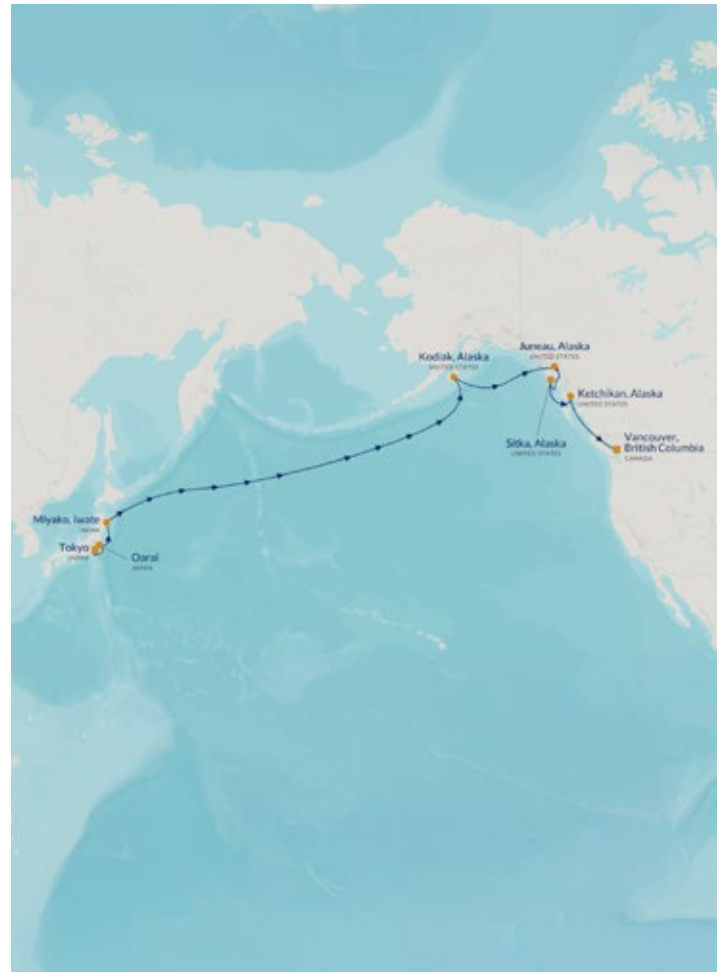 Juneau, Alaska
UNITED STATES
Kodiak, Alaska
UNITED STATES
Ketchikan, Alaska
UNITED STATES
Sitka, Alaska
UNITED STATES
Vancouver,
British Columbia
CANADA
Miyako, Iwate
JAPAN
Tokyo
JAPAN
Oarai
JAPAN